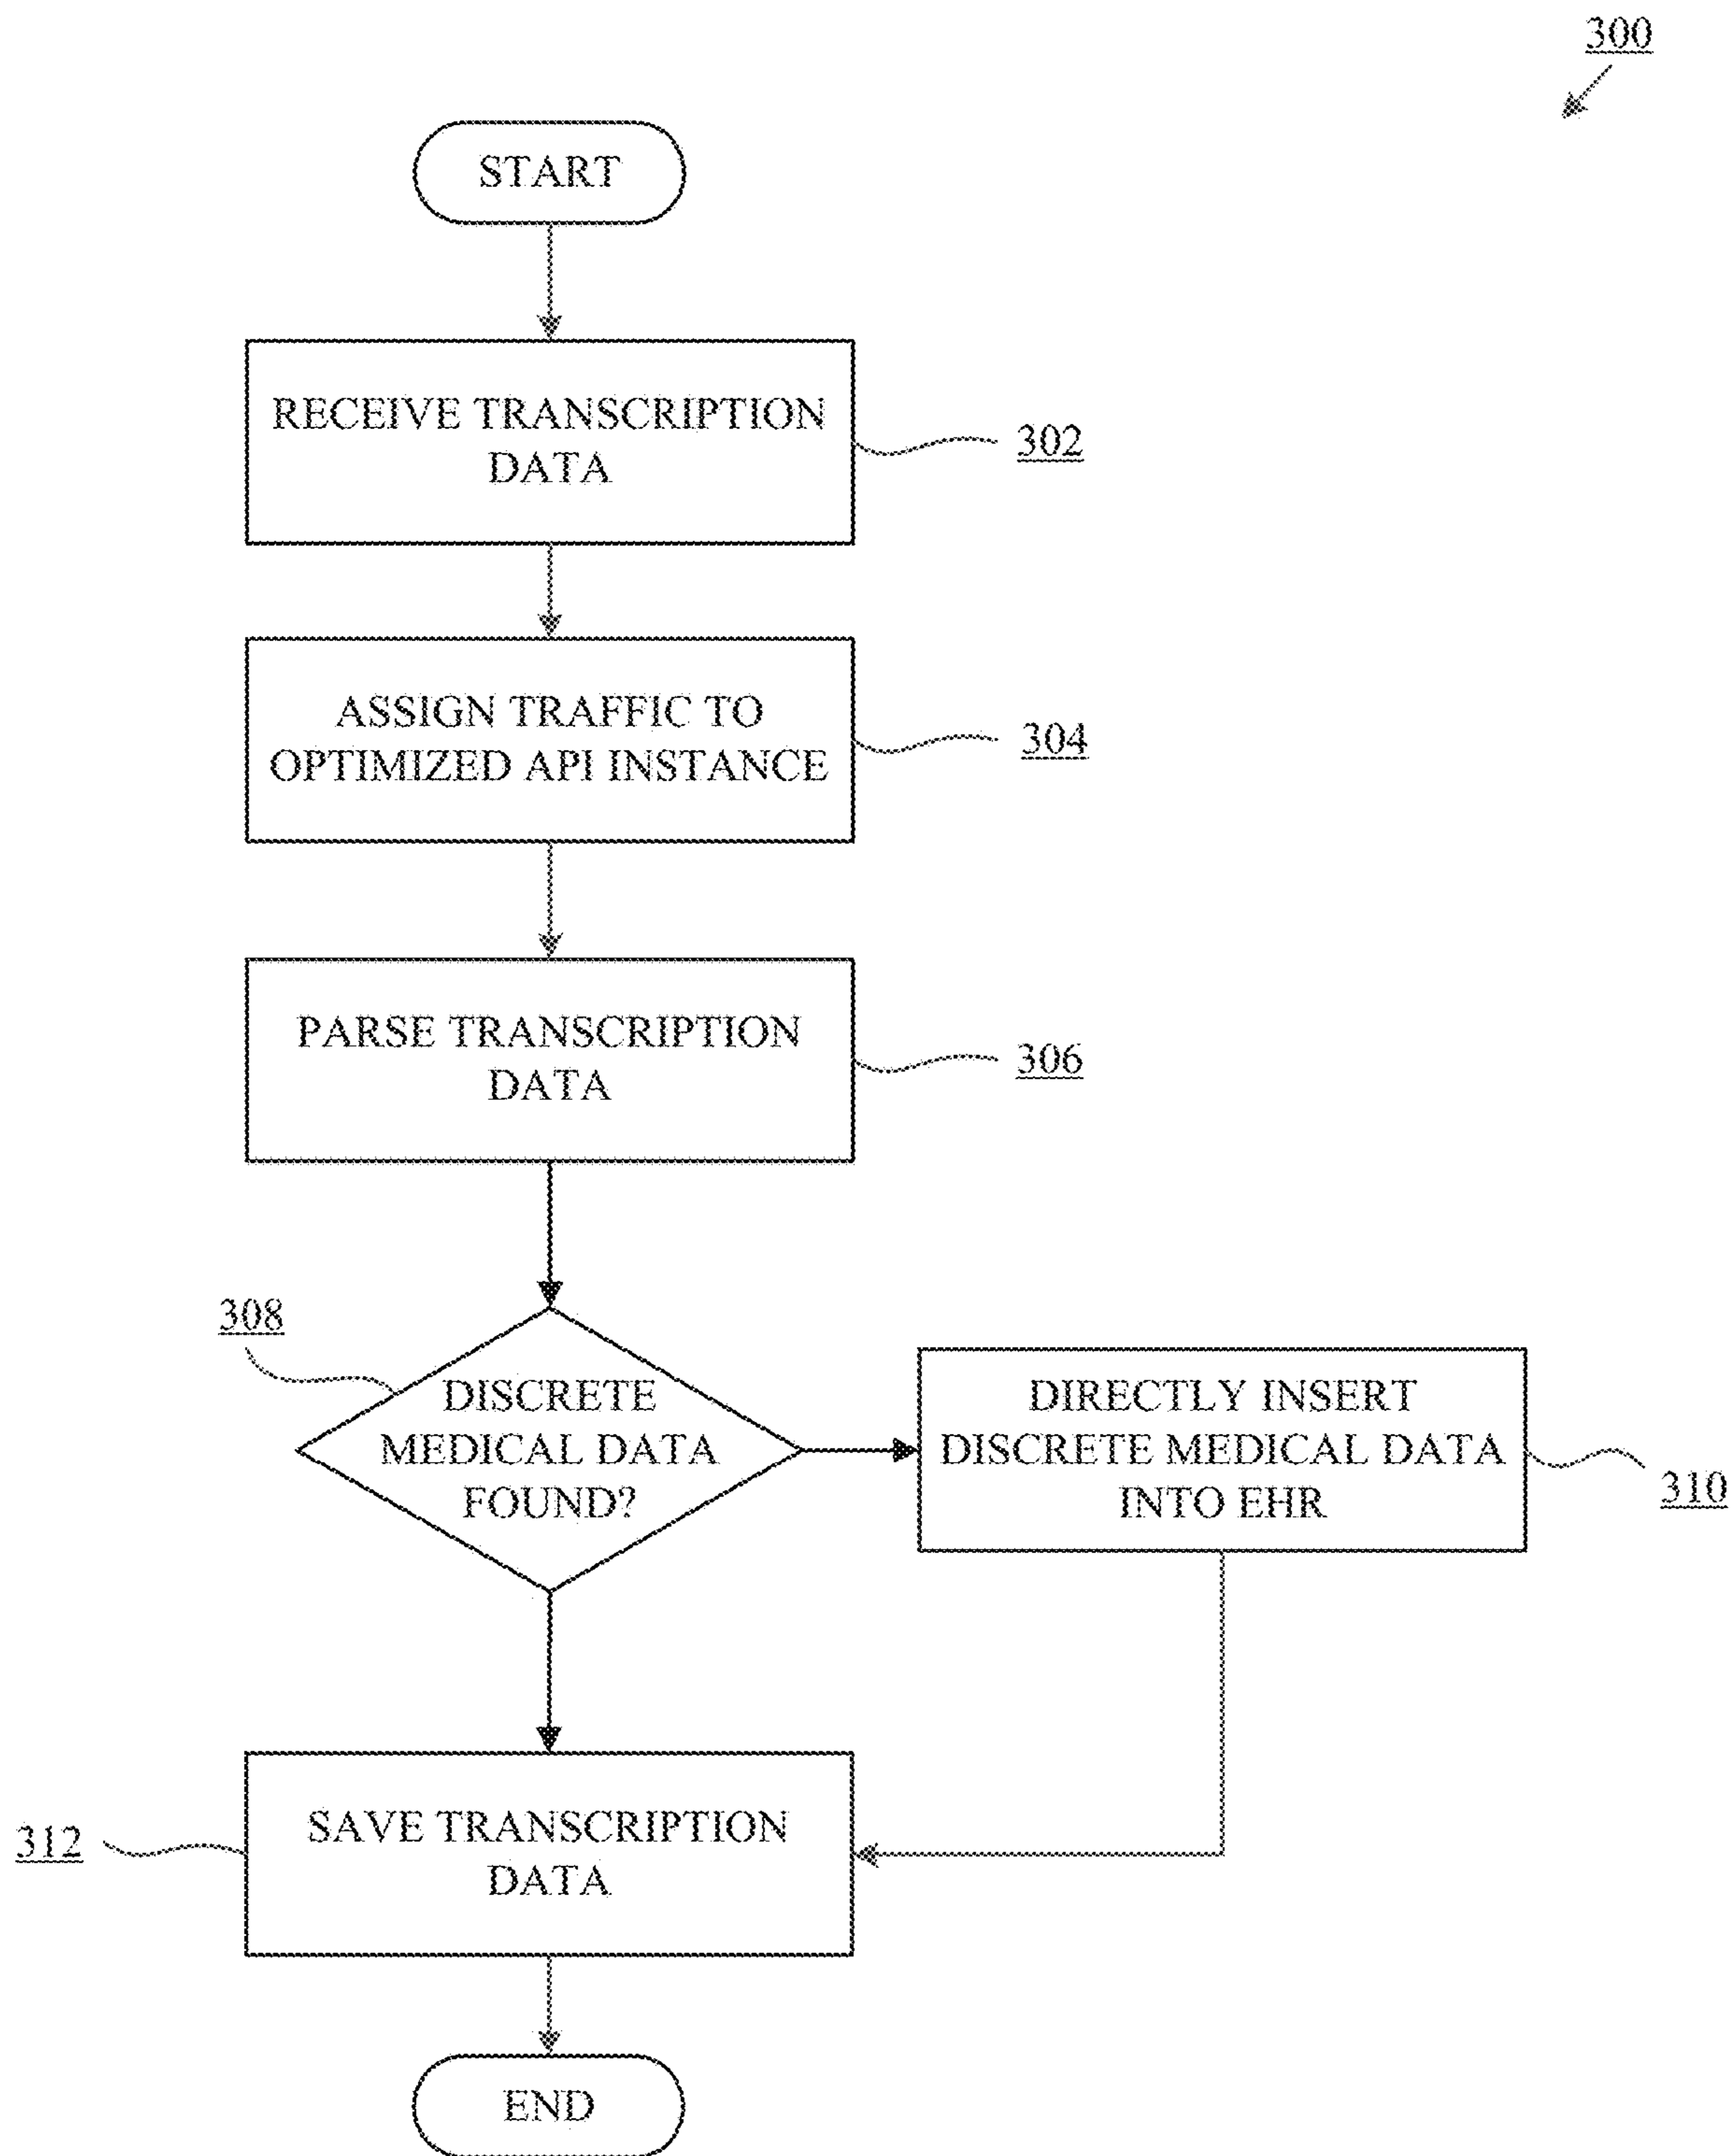 300
START
RECEIVE TRANSCRIPTION
DATA
302
ASSIGN TRAFFIC TO
OPTIMIZED API INSTANCE
304
PARSE TRANSCRIPTION
DATA
306
308
DISCRETE
MEDICAL DATA
FOUND?
DIRECTLY INSERT
DISCRETE MEDICAL DATA
INTO EHR
310
312
SAVE TRANSCRIPTION
DATA
END